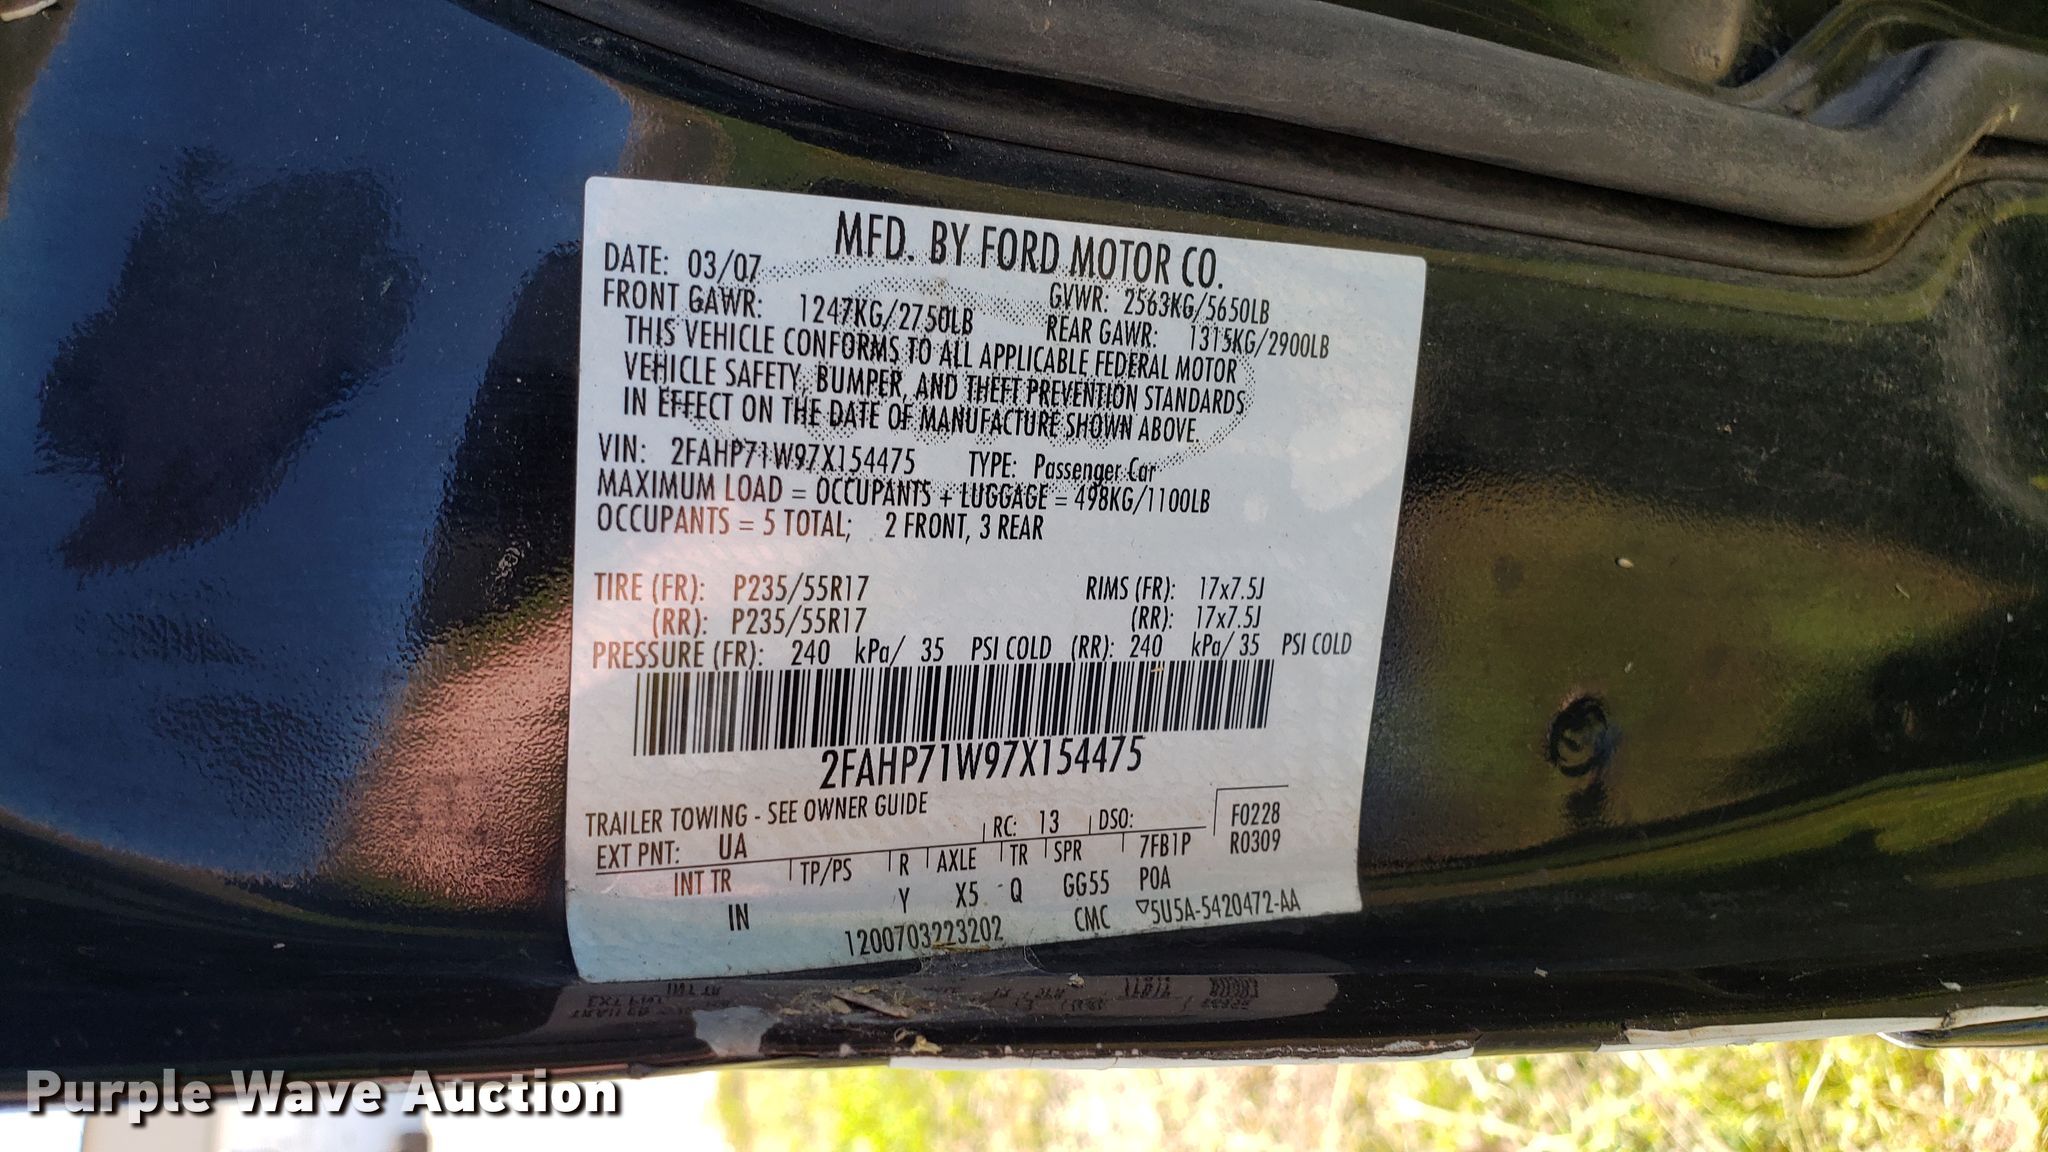 MFD. BY FORD MOTOR CO.
DATE: 03/07
GVWR: 2563KG/5650LB
FRONT GAWR: 1247KG/2750LB
REAR GAWR: 1315KG/2900LB
THIS VEHICLE CONFORMS TO ALL APPLICABLE FEDERAL MOTOR
VEHICLE SAFETY, BUMPER, AND THEFT PREVENTION STANDARDS
IN EFFECT ON THE DATE OF MANUFACTURE SHOWN ABOVE.
VIN: 2FAHP71W97X154475 TYPE: Passenger Car
MAXIMUM LOAD = OCCUPANTS + LUGGAGE = 498KG/1100LB
OCCUPANTS = 5 TOTAL; 2 FRONT, 3 REAR
TIRE (FR): P235/55R17 RIMS (FR): 17x7.5J
(RR): P235/55R17 (RR): 17x7.5J
PRESSURE (FR): 240 kPa/ 35 PSI COLD (RR): 240 kPa/ 35 PSI COLD
2FAHP71W97X154475
TRAILER TOWING - SEE OWNER GUIDE
F0228
EXT PNT: UA RC: 13 DSO: R0309
INT TR TP/PS R AXLE TR SPR 7FB1P
IN Y X5 Q GG55 P0A
1200703223202 CMC ▽5U5A-5420472-AA
Purple Wave Auction